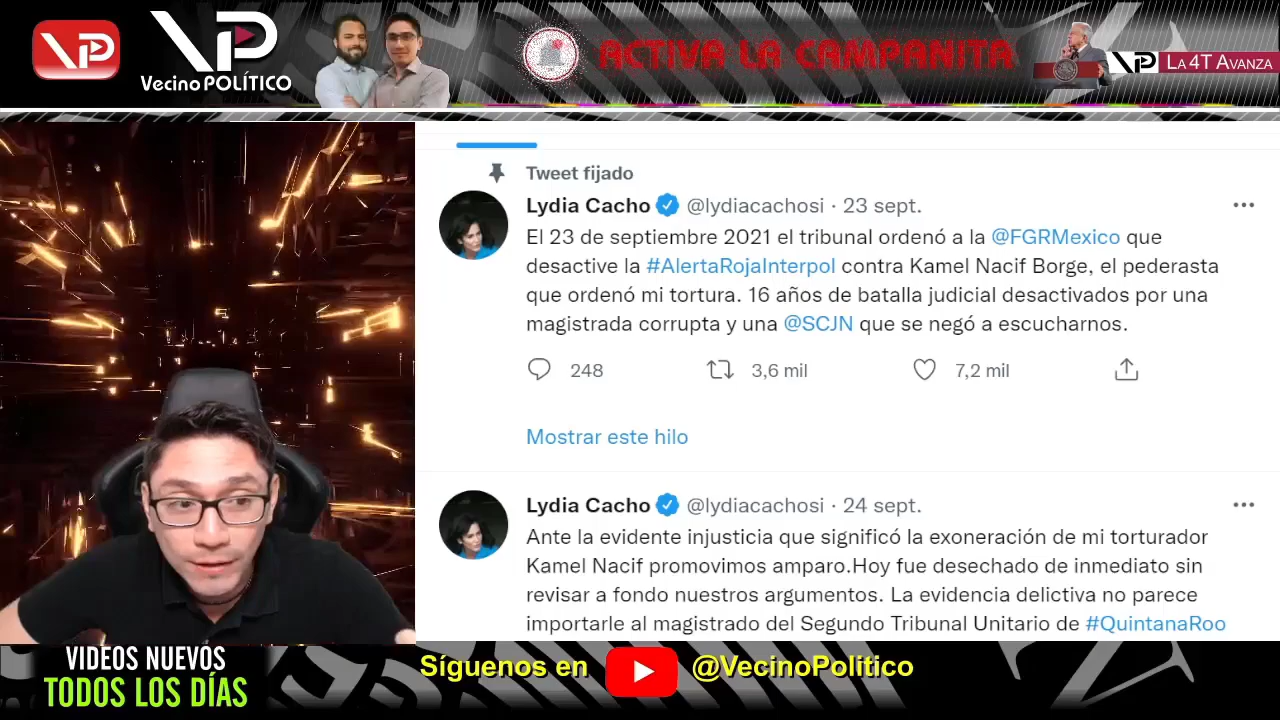 VP
VP
Vecino POLÍTICO
ACTIVA LA CAMPANITA
VP LA 4T AVANZA
Tweet fijado
Lydia Cacho @lydiacachosi · 23 sept.
El 23 de septiembre 2021 el tribunal ordenó a la @FGRMexico que
desactive la #AlertaRojaInterpol contra Kamel Nacif Borge, el pederasta
que ordenó mi tortura. 16 años de batalla judicial desactivados por una
magistrada corrupta y una @SCJN que se negó a escucharnos.
248 3,6 mil 7,2 mil
Mostrar este hilo
Lydia Cacho @lydiacachosi · 24 sept.
Ante la evidente injusticia que significó la exoneración de mi torturador
Kamel Nacif promovimos amparo.Hoy fue desechado de inmediato sin
revisar a fondo nuestros argumentos. La evidencia delictiva no parece
importarle al magistrado del Segundo Tribunal Unitario de #QuintanaRoo
VIDEOS NUEVOS
TODOS LOS DÍAS
Síguenos en @VecinoPolitico